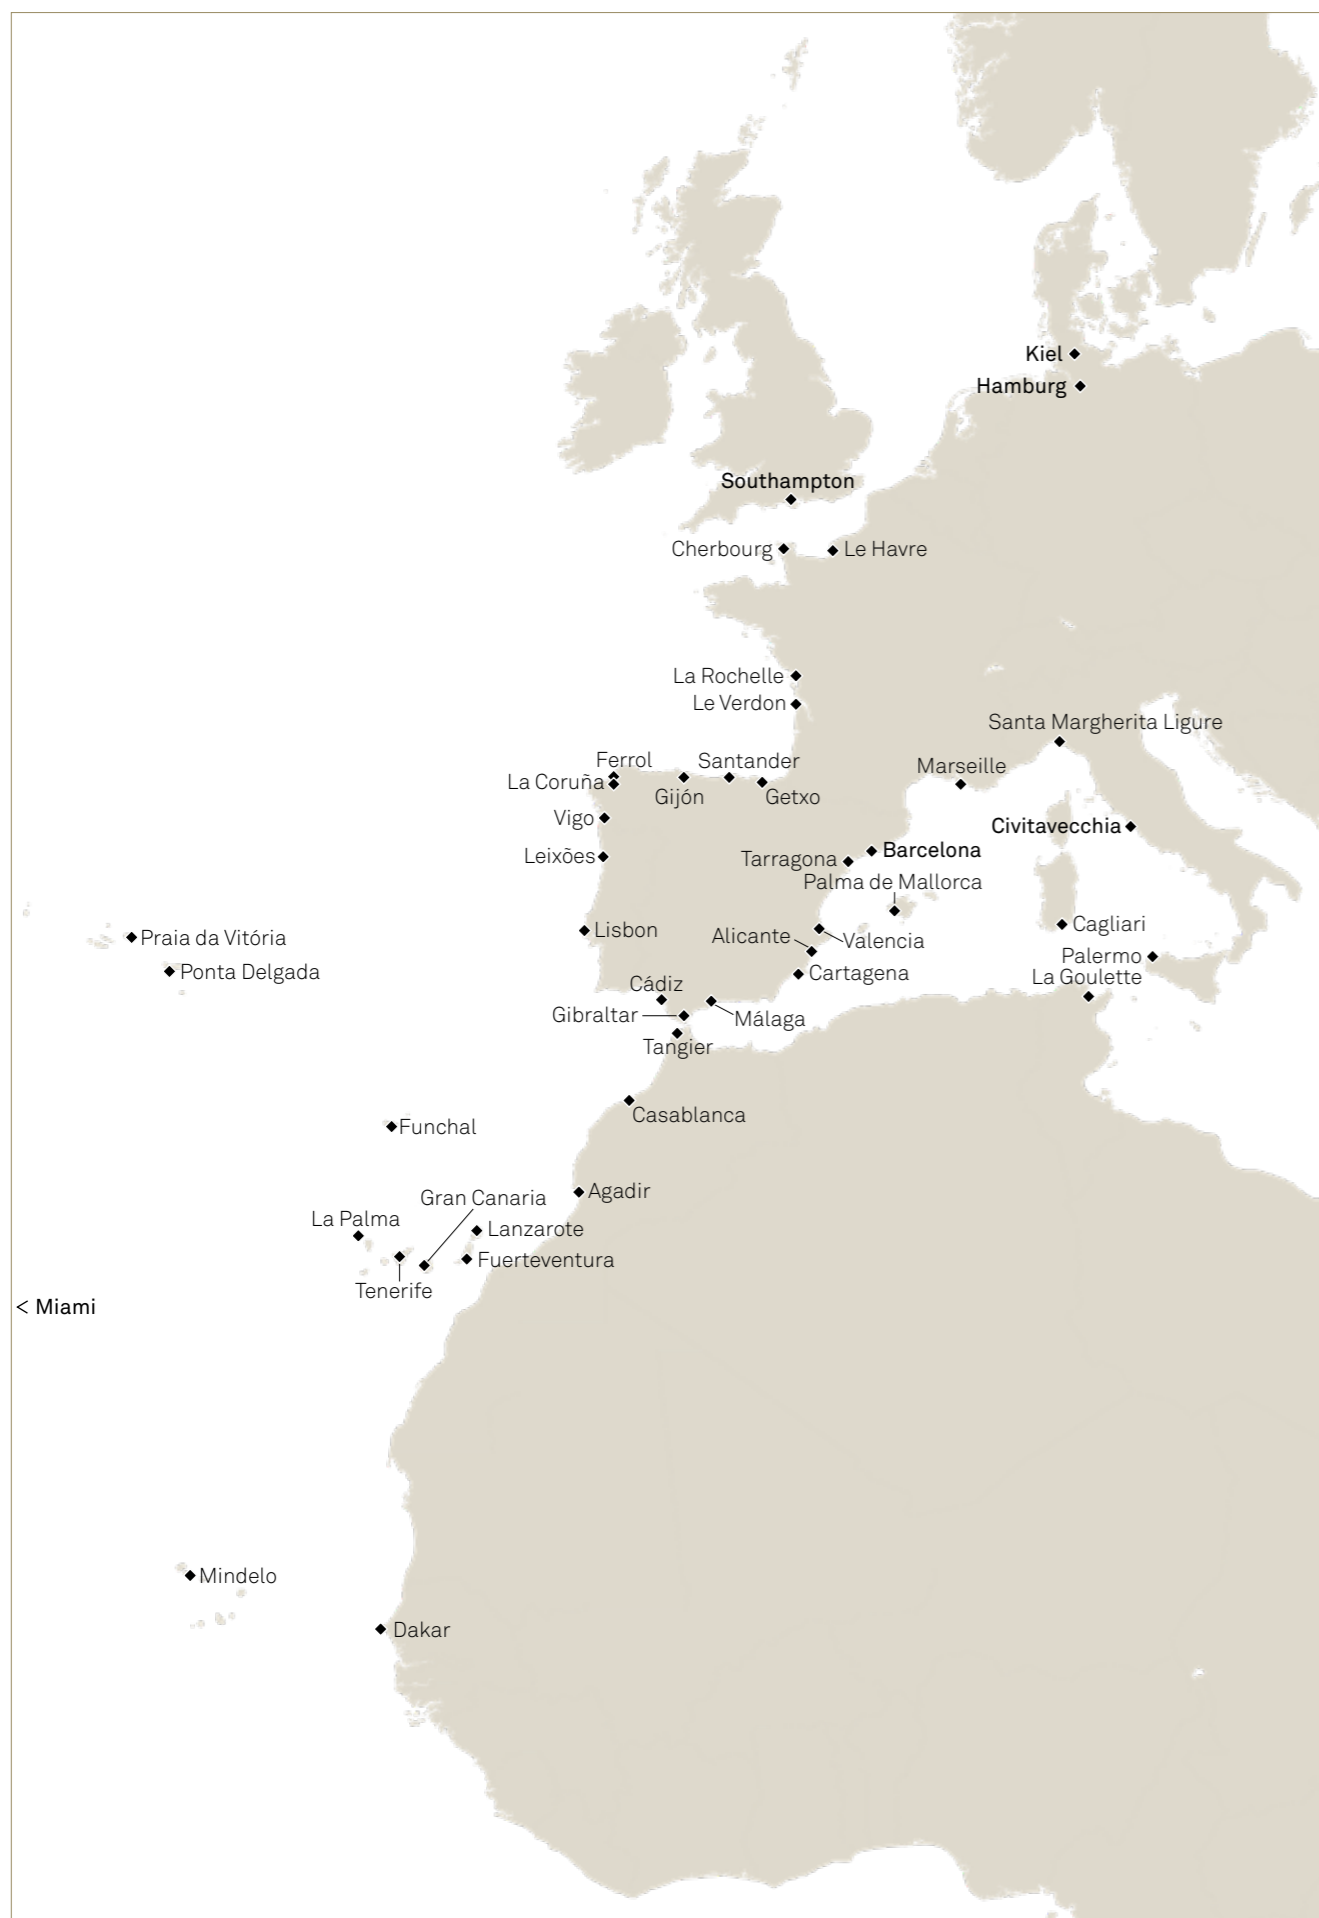 Kiel
Hamburg
Southampton
Cherbourg
Le Havre
La Rochelle
Le Verdon
Santa Margherita Ligure
Ferrol
Santander
Marseille
La Coruña
Gijón
Getxo
Vigo
Civitavecchia
Barcelona
Leixões
Tarragona
Palma de Mallorca
Cagliari
Lisbon
Praia da Vitória
Alicante
Valencia
Palermo
Ponta Delgada
Cartagena
La Goulette
Cádiz
Gibraltar
Málaga
Tangier
Casablanca
Funchal
Agadir
Gran Canaria
La Palma
Lanzarote
Fuerteventura
Tenerife
< Miami
Mindelo
Dakar